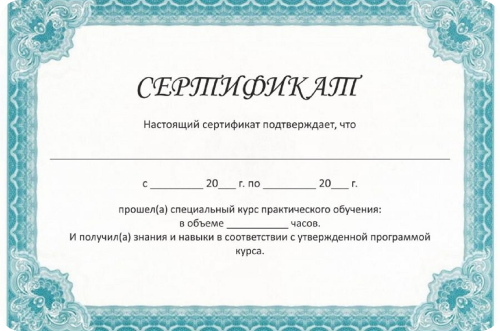 СЕРТИФИКАТ
Настоящий сертификат подтверждает, что
________________________________________
с _________ 20___ г. по _________ 20___ г.
прошел(а) специальный курс практического обучения:
в объеме ___________ часов.
И получил(а) знания и навыки в соответствии с утвержденной программой
курса.